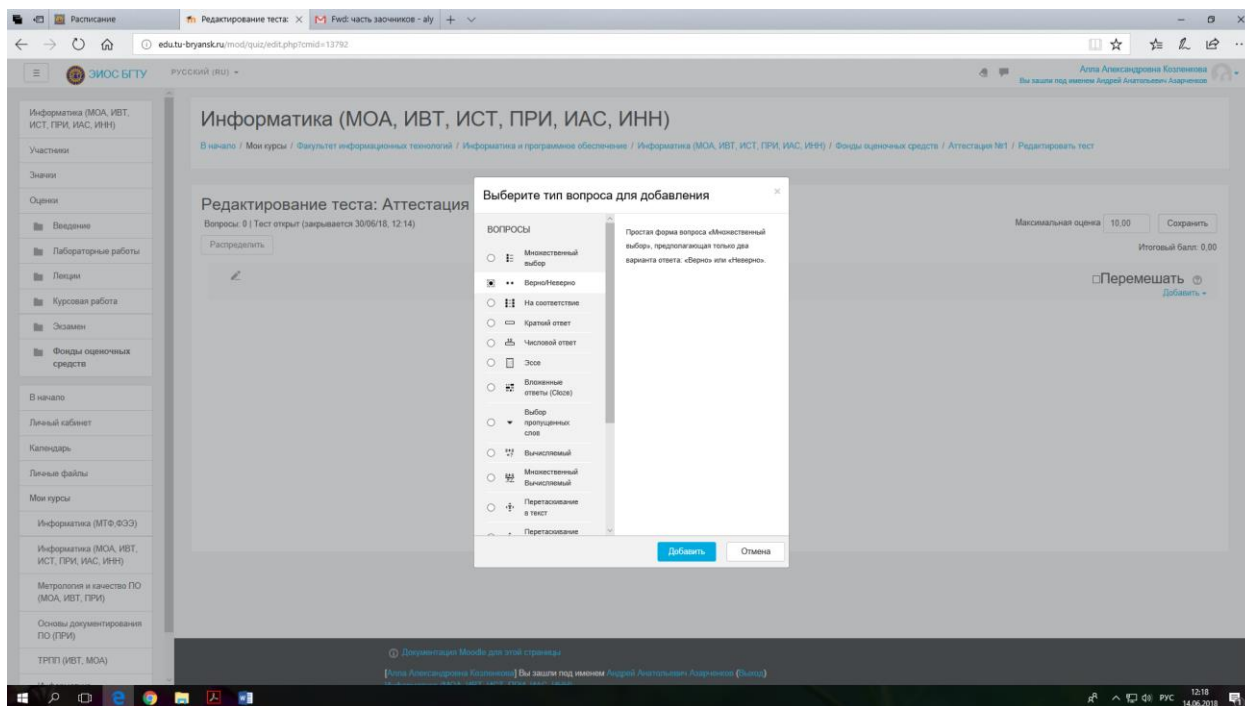 Расписание
Редактирование теста:
Fwd: часть заочников - aly
edu.tu-bryansk.ru/mod/quiz/edit.php?cmid=13792
ЭИОС БГТУ
РУССКИЙ (RU)
Алла Александровна Козленкова
Вы зашли под именем Андрей Анатольевич Азарченков
Информатика (МОА, ИВТ,
ИСТ, ПРИ, ИАС, ИНН)
Участники
Значки
Оценки
Введение
Лабораторные работы
Лекции
Курсовая работа
Экзамен
Фонды оценочных
средств
В начало
Личный кабинет
Календарь
Личные файлы
Мои курсы
Информатика (МТФ,ФЭЭ)
Информатика (МОА, ИВТ,
ИСТ, ПРИ, ИАС, ИНН)
Метрология и качество ПО
(МОА, ИВТ, ПРИ)
Основы документирования
ПО (ПРИ)
ТРПП (ИВТ, МОА)
Информатика (МОА, ИВТ, ИСТ, ПРИ, ИАС, ИНН)
В начало / Мои курсы / Факультет информационных технологий / Информатика и программное обеспечение / Информатика (МОА, ИВТ, ИСТ, ПРИ, ИАС, ИНН) / Фонды оценочных средств / Аттестация №1 / Редактировать тест
Редактирование теста: Аттестация
Вопросы: 0 | Тест открыт (закрывается 30/06/18, 12:14)
Распределить
Максимальная оценка 10,00 Сохранить
Итоговый балл: 0,00
Перемешать
Добавить
Выберите тип вопроса для добавления
ВОПРОСЫ
Множественный
выбор
Верно/Неверно
На соответствие
Краткий ответ
Числовой ответ
Эссе
Вложенные
ответы (Cloze)
Выбор
пропущенных
слов
Вычисляемый
Множественный
Вычисляемый
Перетаскивание
в текст
Перетаскивание
Простая форма вопроса «Множественный
выбор», предполагающая только два
варианта ответа: «Верно» или «Неверно».
Добавить Отмена
Документация Moodle для этой страницы
[Алла Александровна Козленкова] Вы зашли под именем Андрей Анатольевич Азарченков (Выход)
РУС
12:18
14.06.2018